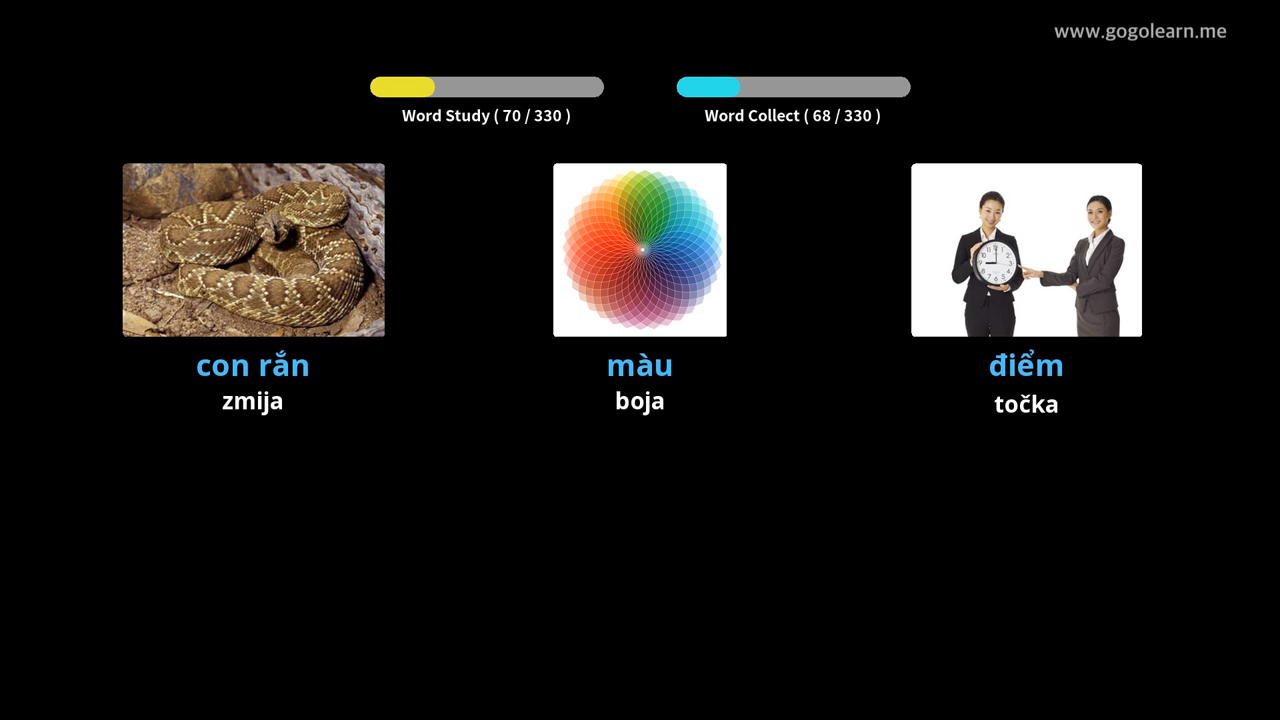 www.gogolearn.me
Word Study ( 70 / 330 )
Word Collect ( 68 / 330 )
con rắn
zmija
màu
boja
điểm
točka